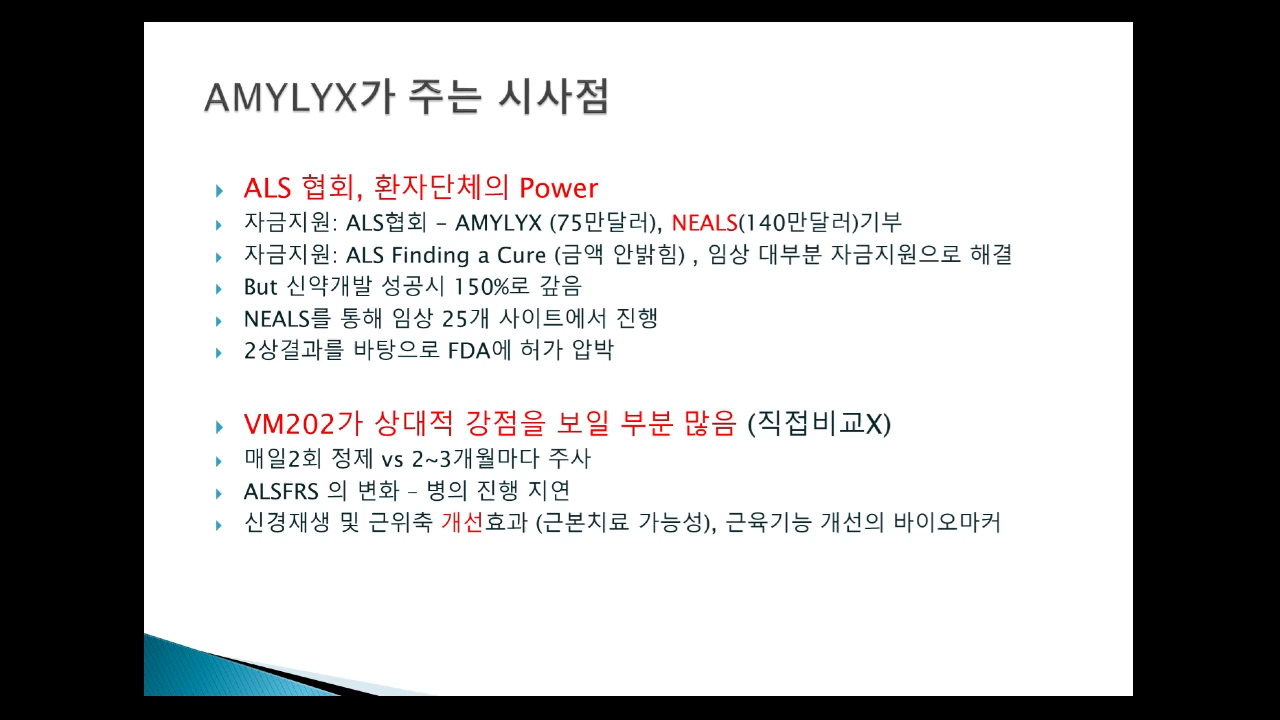 AMYLYX가 주는 시사점
ALS 협회, 환자단체의 Power
자금지원: ALS협회 – AMYLYX (75만달러), NEALS(140만달러)기부
자금지원: ALS Finding a Cure (금액 안밝힘) , 임상 대부분 자금지원으로 해결
But 신약개발 성공시 150%로 갚음
NEALS를 통해 임상 25개 사이트에서 진행
2상결과를 바탕으로 FDA에 허가 압박
VM202가 상대적 강점을 보일 부분 많음 (직접비교X)
매일2회 정제 vs 2~3개월마다 주사
ALSFRS 의 변화 – 병의 진행 지연
신경재생 및 근위축 개선효과 (근본치료 가능성), 근육기능 개선의 바이오마커